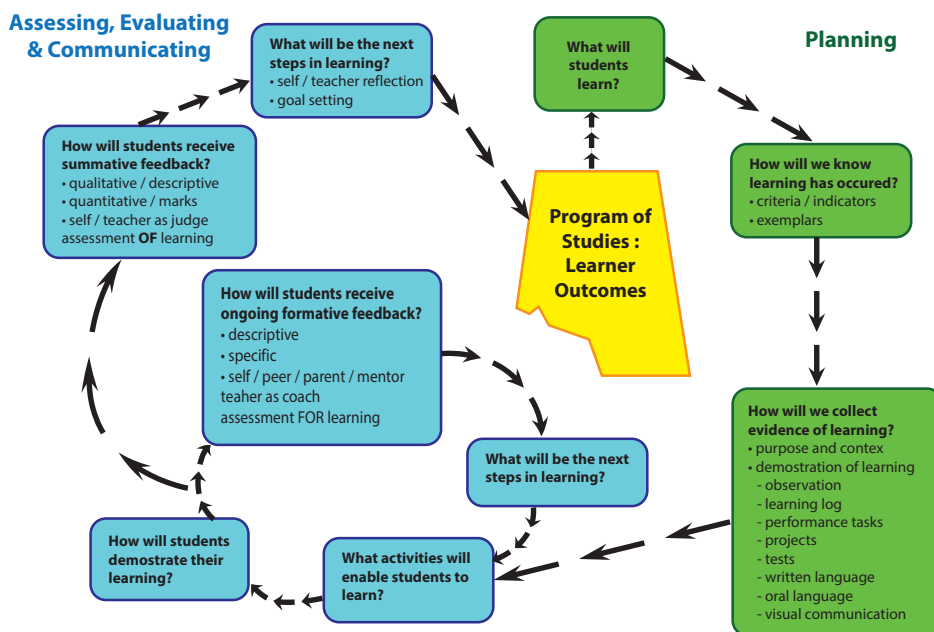 Assessing, Evaluating
& Communicating
Planning
What will be the next
steps in learning?
• self / teacher reflection
• goal setting
What will
students
learn?
How will students receive
summative feedback?
• qualitative / descriptive
• quantitative / marks
• self / teacher as judge
assessment OF learning
How will we know
learning has occured?
• criteria / indicators
• exemplars
Program of
Studies :
Learner
Outcomes
How will students receive
ongoing formative feedback?
• descriptive
• specific
• self / peer / parent / mentor
teaher as coach
assessment FOR learning
How will we collect
evidence of learning?
• purpose and contex
• demostration of learning
- observation
- learning log
- performance tasks
- projects
- tests
- written language
- oral language
- visual communication
What will be the next
steps in learning?
How will students
demostrate their
learning?
What activities will
enable students to
learn?